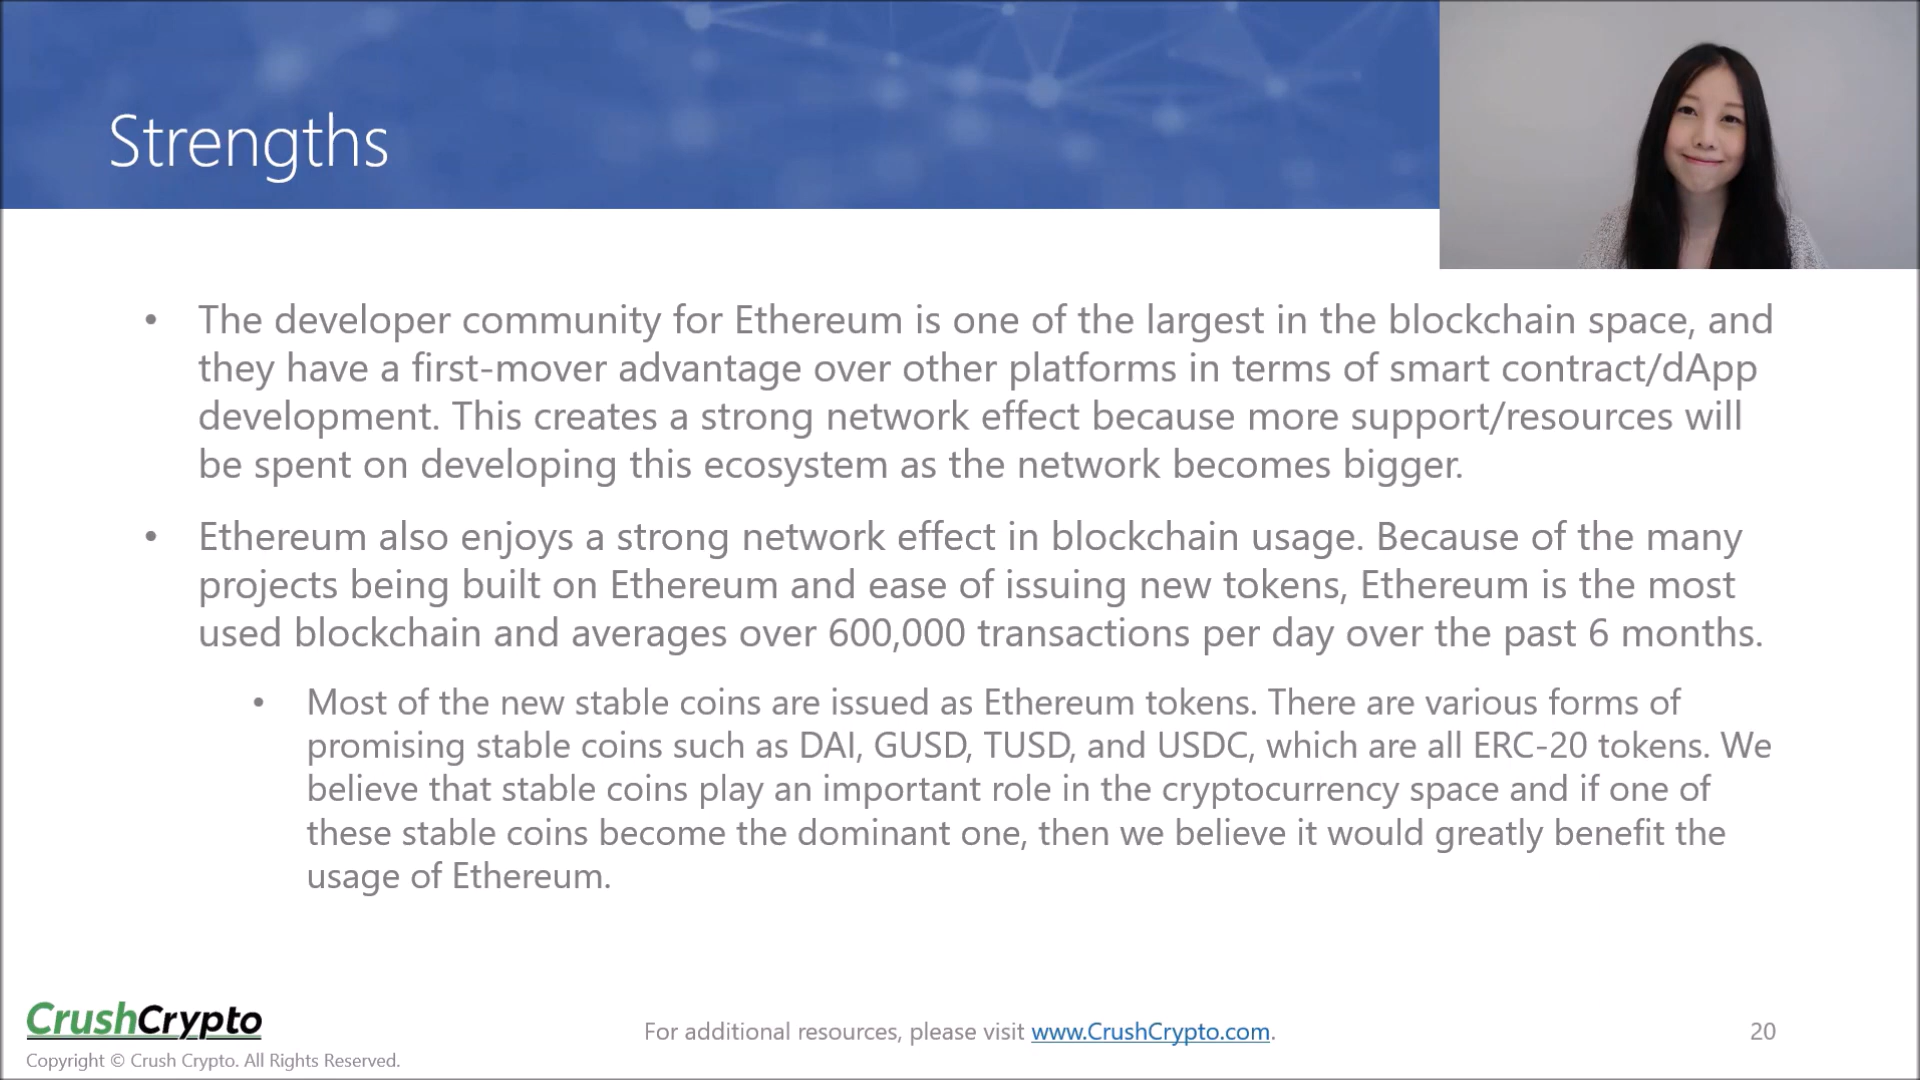 Strengths
• The developer community for Ethereum is one of the largest in the blockchain space, and
they have a first-mover advantage over other platforms in terms of smart contract/dApp
development. This creates a strong network effect because more support/resources will
be spent on developing this ecosystem as the network becomes bigger.
• Ethereum also enjoys a strong network effect in blockchain usage. Because of the many
projects being built on Ethereum and ease of issuing new tokens, Ethereum is the most
used blockchain and averages over 600,000 transactions per day over the past 6 months.
• Most of the new stable coins are issued as Ethereum tokens. There are various forms of
promising stable coins such as DAI, GUSD, TUSD, and USDC, which are all ERC-20 tokens. We
believe that stable coins play an important role in the cryptocurrency space and if one of
these stable coins become the dominant one, then we believe it would greatly benefit the
usage of Ethereum.
CrushCrypto
Copyright © Crush Crypto. All Rights Reserved.
For additional resources, please visit www.CrushCrypto.com.
20